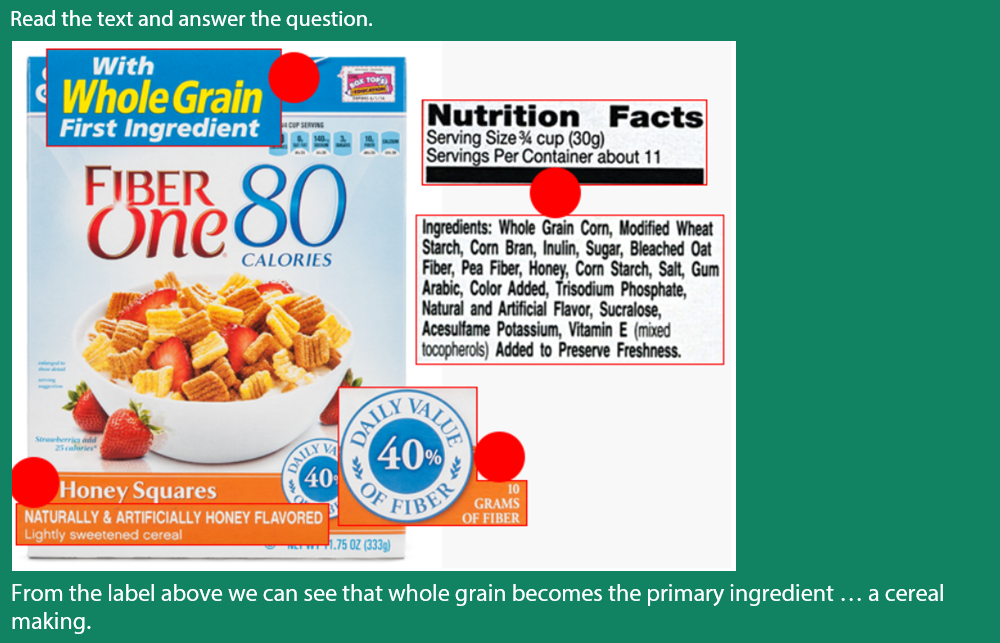 Read the text and answer the question.
With
Whole Grain
First Ingredient
BOX TOPS
EDUCATION
CUP SERVING
140
CALCIUM
FIBER
One
80
CALORIES
Strawberries add
25 calories*
DAILY VA
40
Honey Squares
NATURALLY & ARTIFICIALLY HONEY FLAVORED
Lightly sweetened cereal
.75 OZ (333g)
DAILY VALUE
40%
OF FIBER
10
GRAMS
OF FIBER
Nutrition Facts
Serving Size ¾ cup (30g)
Servings Per Container about 11
Ingredients: Whole Grain Corn, Modified Wheat
Starch, Corn Bran, Inulin, Sugar, Bleached Oat
Fiber, Pea Fiber, Honey, Corn Starch, Salt, Gum
Arabic, Color Added, Trisodium Phosphate,
Natural and Artificial Flavor, Sucralose,
Acesulfame Potassium, Vitamin E (mixed
tocopherols) Added to Preserve Freshness.
From the label above we can see that whole grain becomes the primary ingredient … a cereal
making.